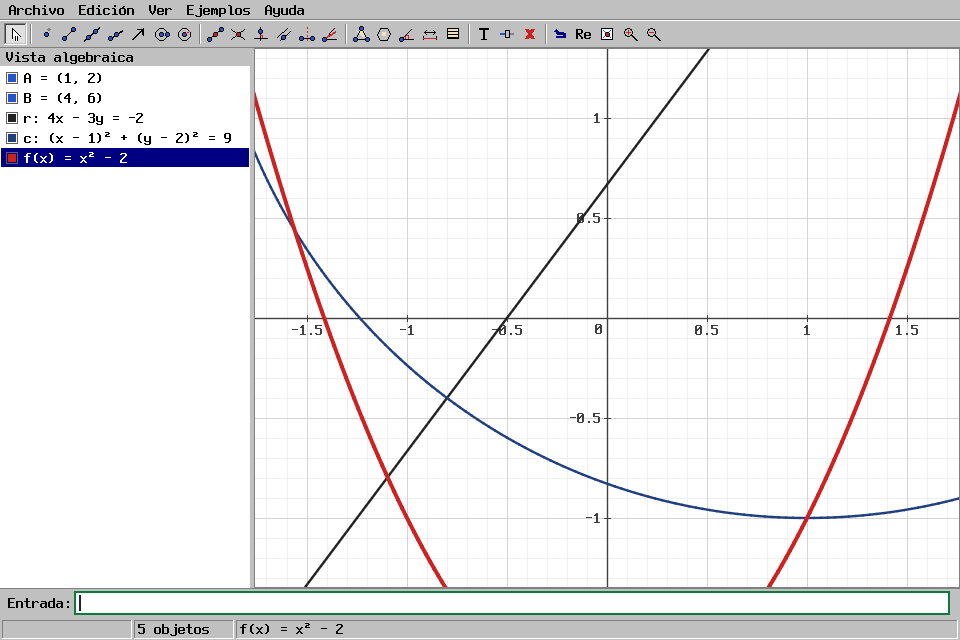 Archivo Edición Ver Ejemplos Ayuda
T Re
Vista algebraica
A = (1, 2)
B = (4, 6)
r: 4x - 3y = -2
c: (x - 1)² + (y - 2)² = 9
f(x) = x² - 2
1
0.5
-1.5 -1 -0.5 0 0.5 1 1.5
-0.5
-1
Entrada:
5 objetos f(x) = x² - 2